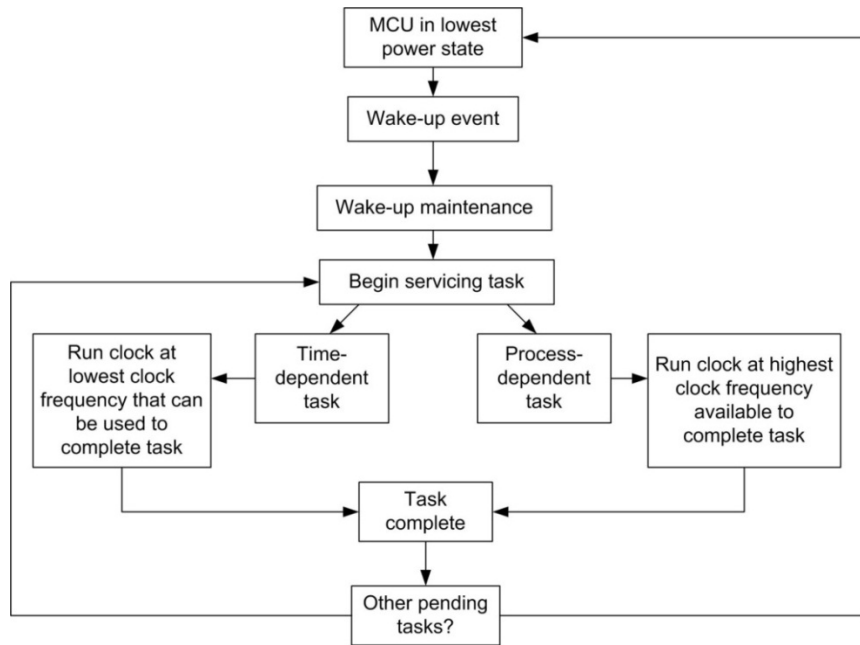 MCU in lowest
power state
Wake-up event
Wake-up maintenance
Begin servicing task
Run clock at
lowest clock
frequency that can
be used to
complete task
Time-
dependent
task
Process-
dependent
task
Run clock at highest
clock frequency
available to
complete task
Task
complete
Other pending
tasks?